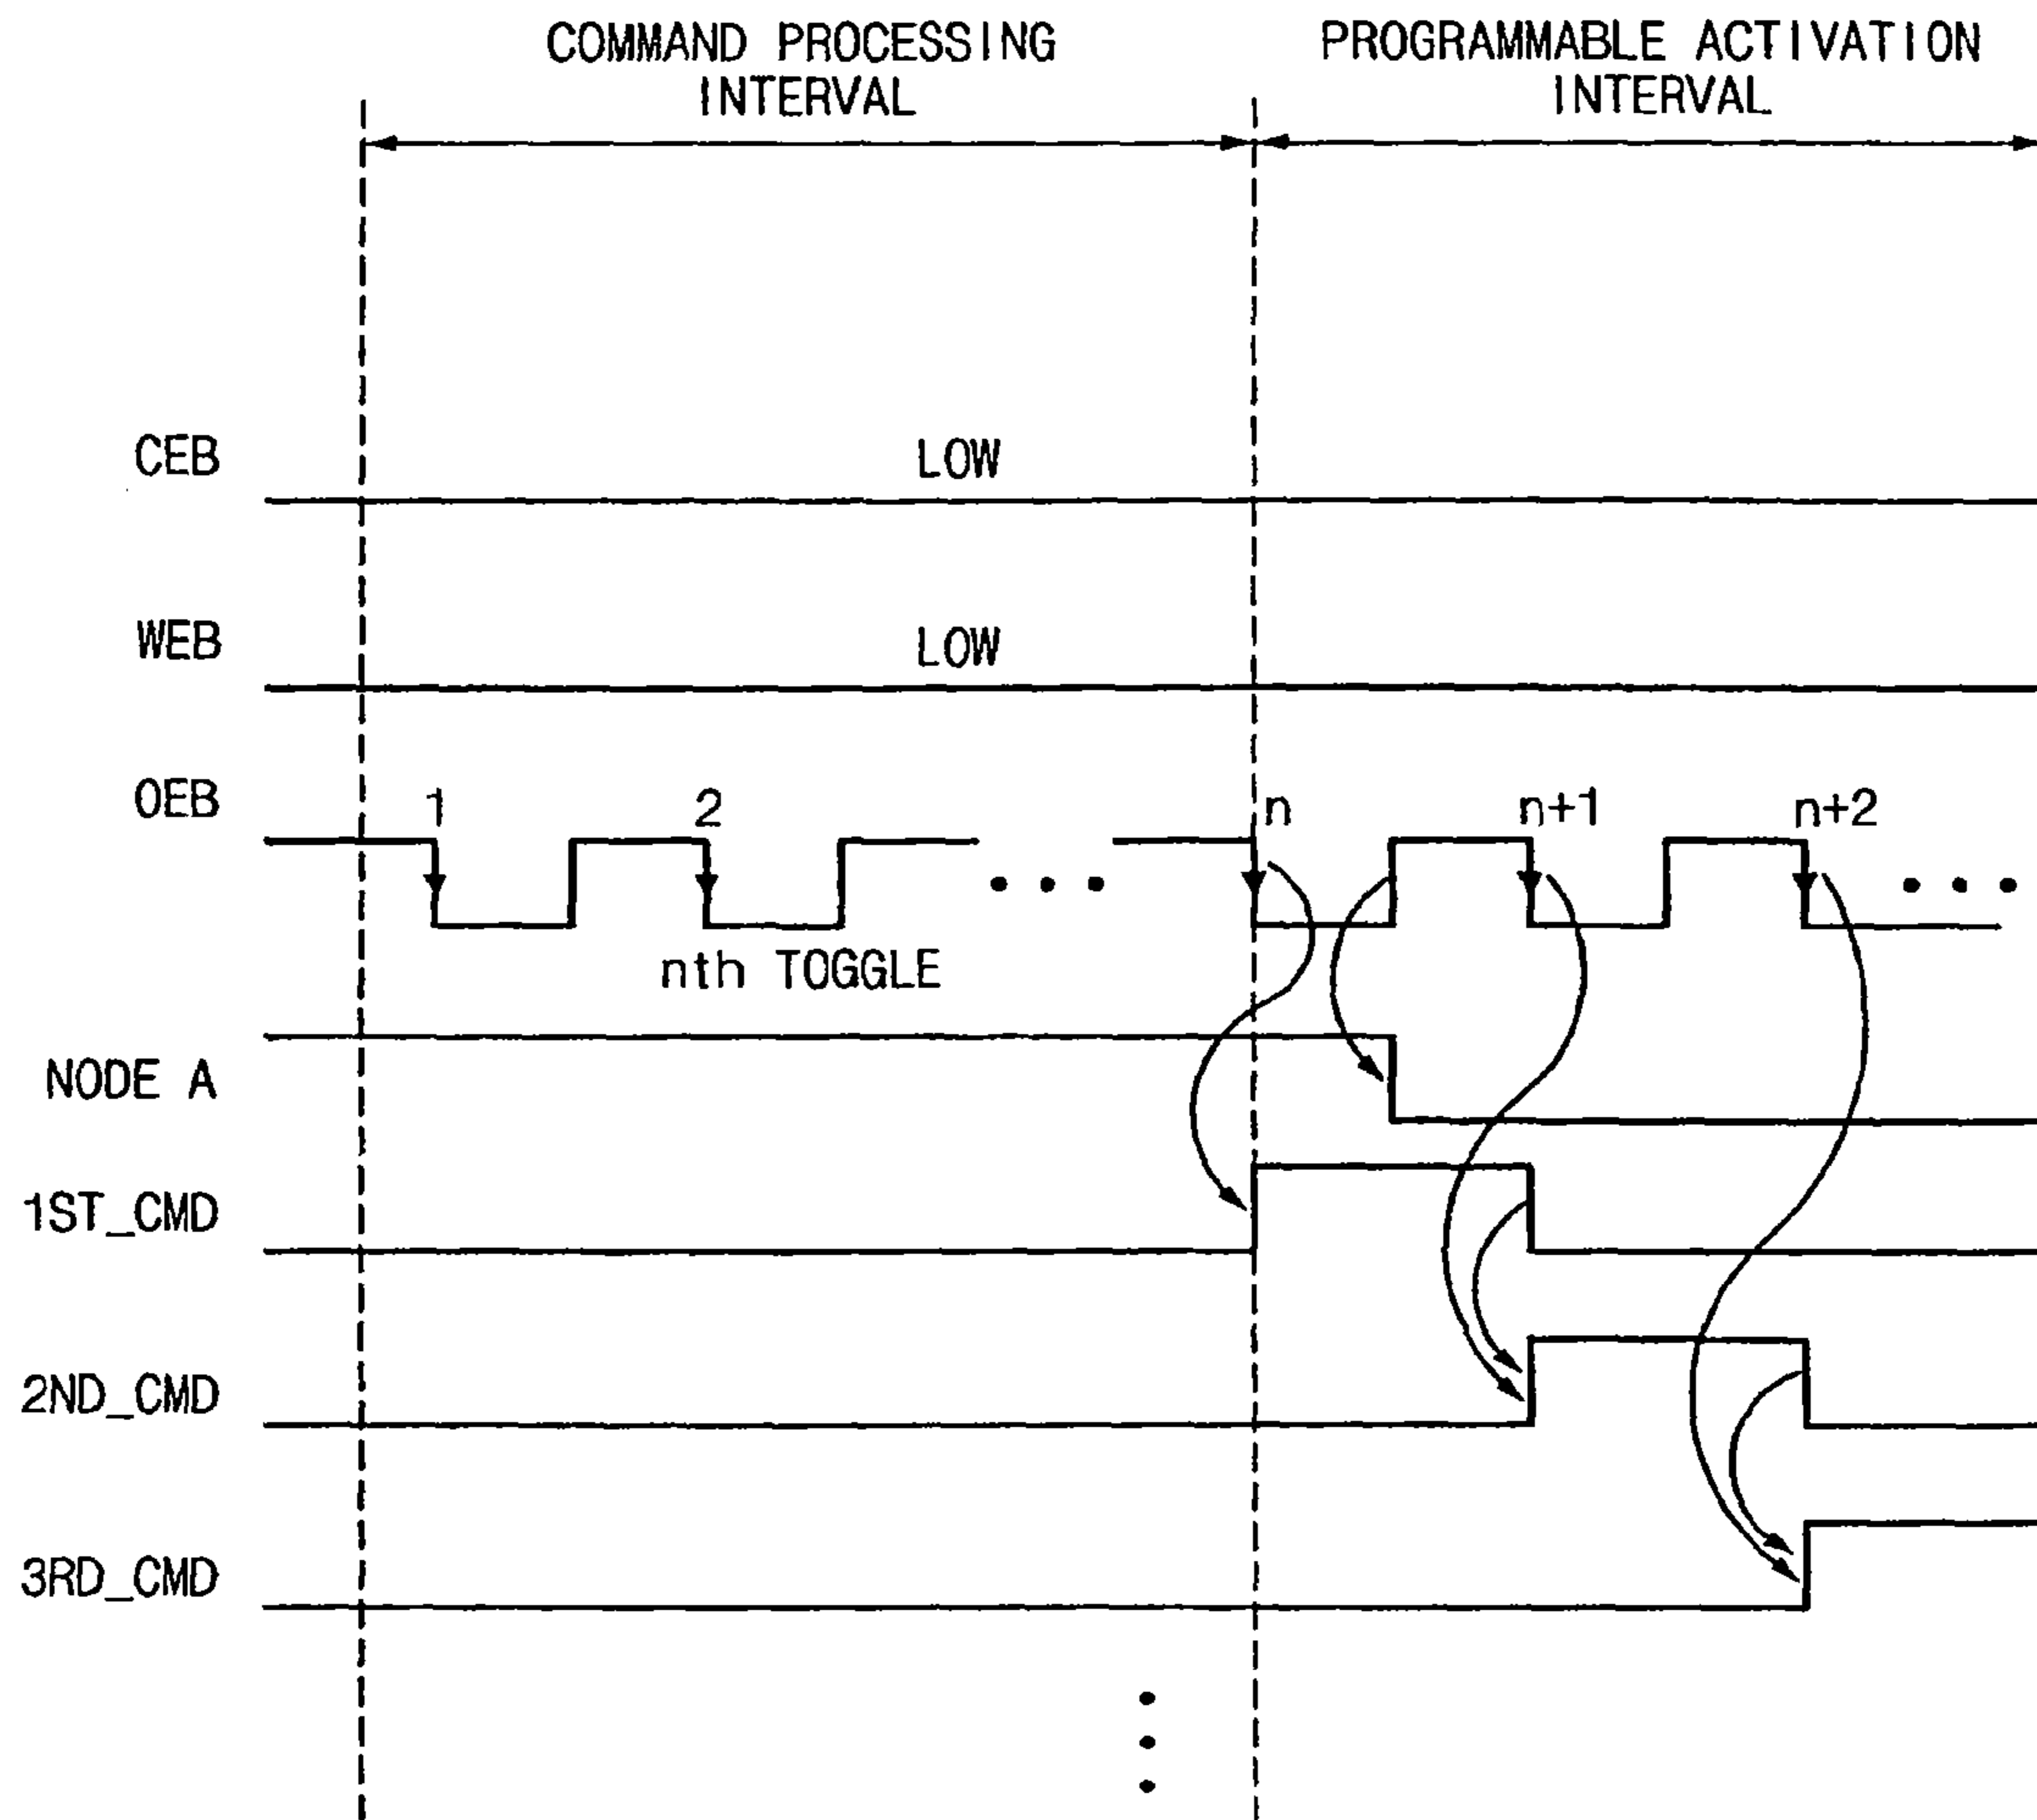 COMMAND PROCESSING
INTERVAL
PROGRAMMABLE ACTIVATION
INTERVAL
CEB
LOW
WEB
LOW
OEB
1
2
n
n+1
n+2
nth TOGGLE
NODE A
1ST_CMD
2ND_CMD
3RD_CMD